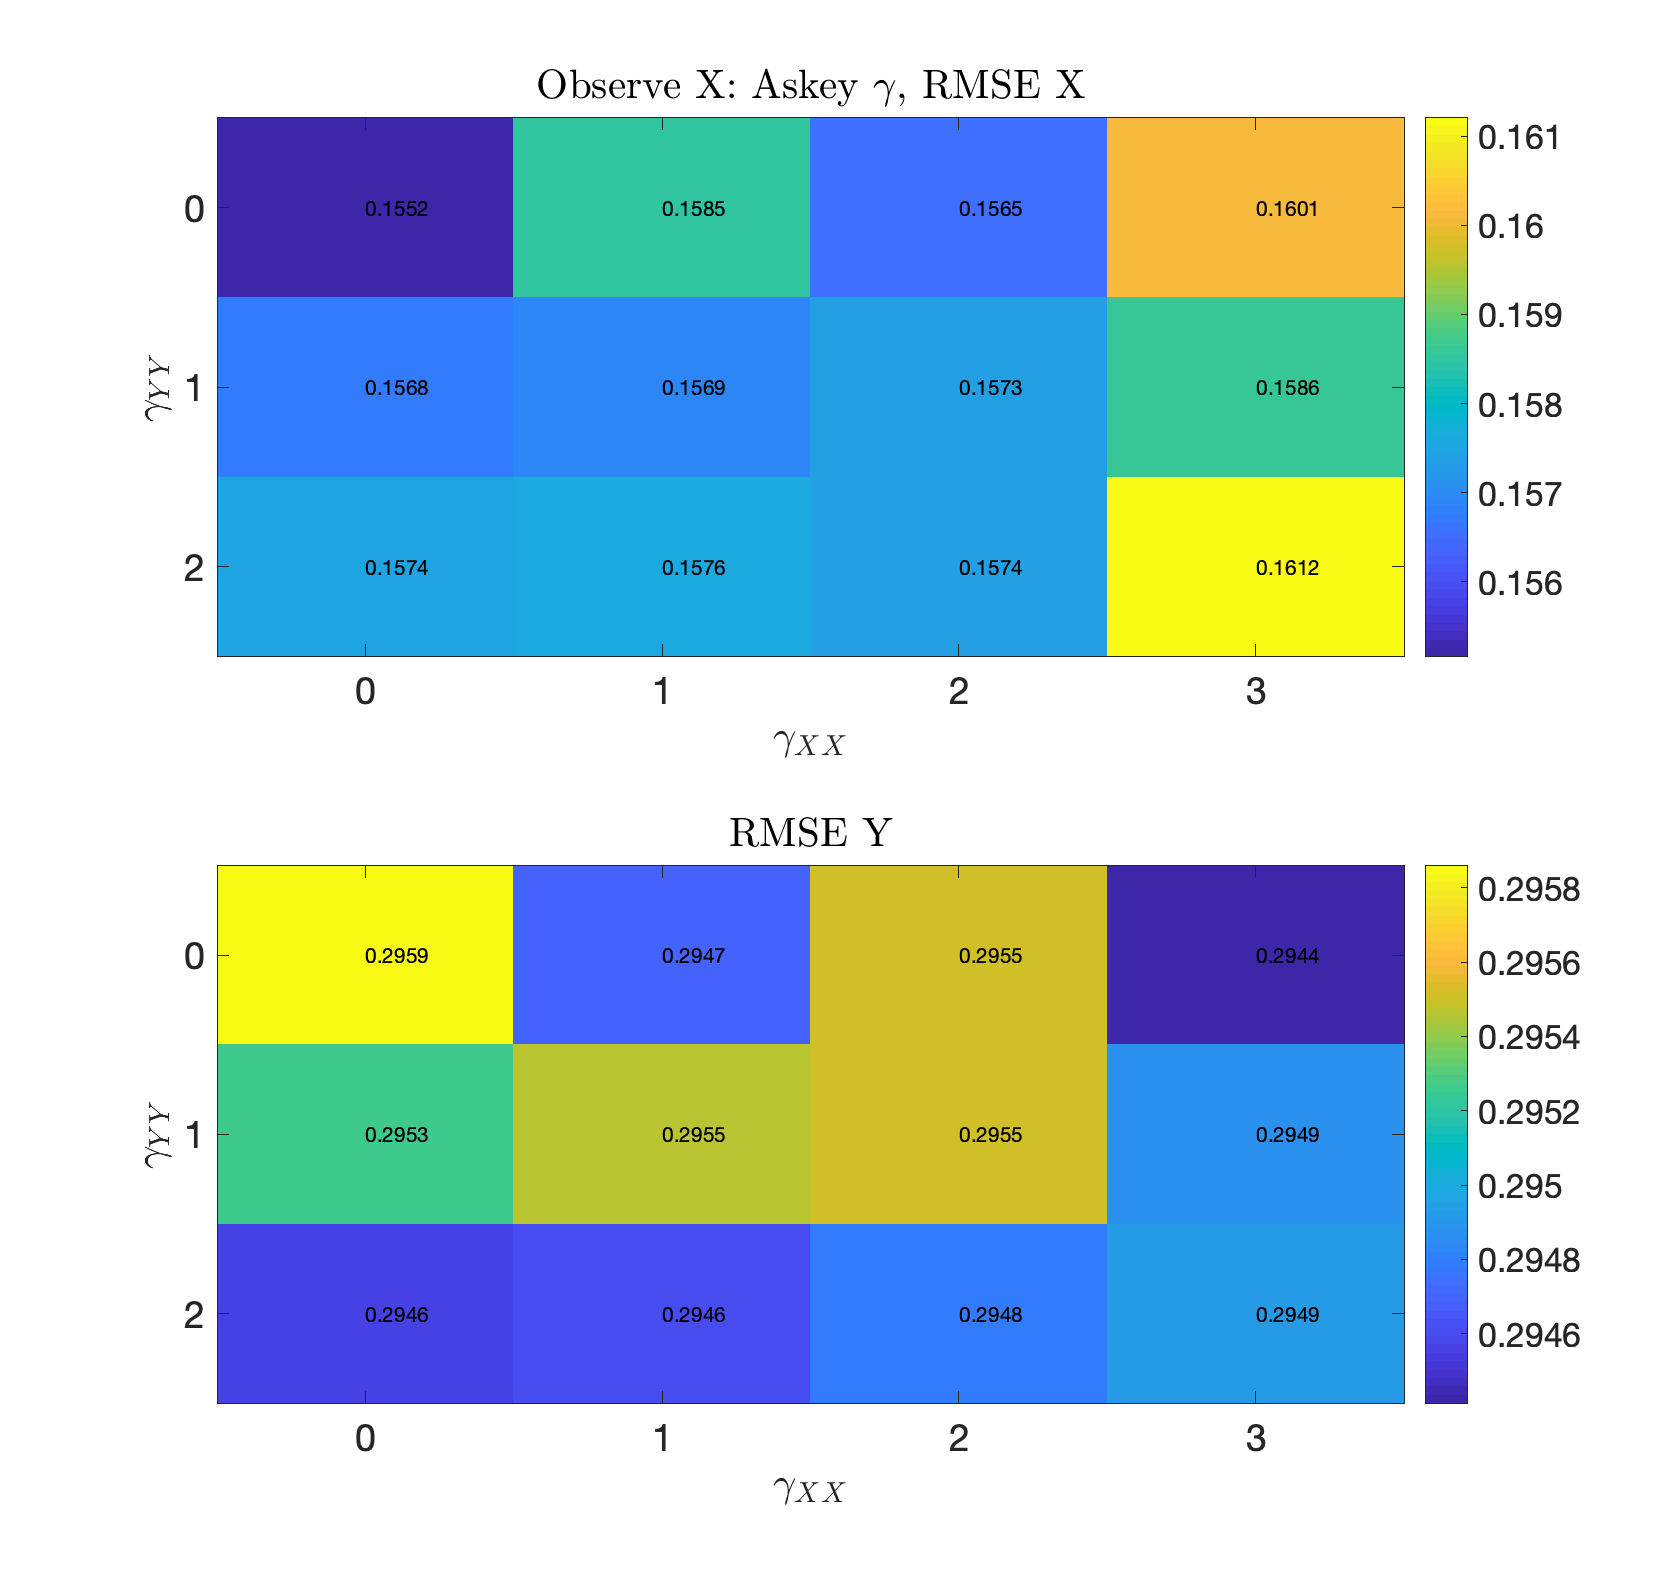 Observe X: Askey γ, RMSE X
0 0.1552 0.1585 0.1565 0.1601
1 0.1568 0.1569 0.1573 0.1586
2 0.1574 0.1576 0.1574 0.1612
γYY
0 1 2 3
γXX
0.161
0.16
0.159
0.158
0.157
0.156
RMSE Y
0 0.2959 0.2947 0.2955 0.2944
1 0.2953 0.2955 0.2955 0.2949
2 0.2946 0.2946 0.2948 0.2949
γYY
0 1 2 3
γXX
0.2958
0.2956
0.2954
0.2952
0.295
0.2948
0.2946